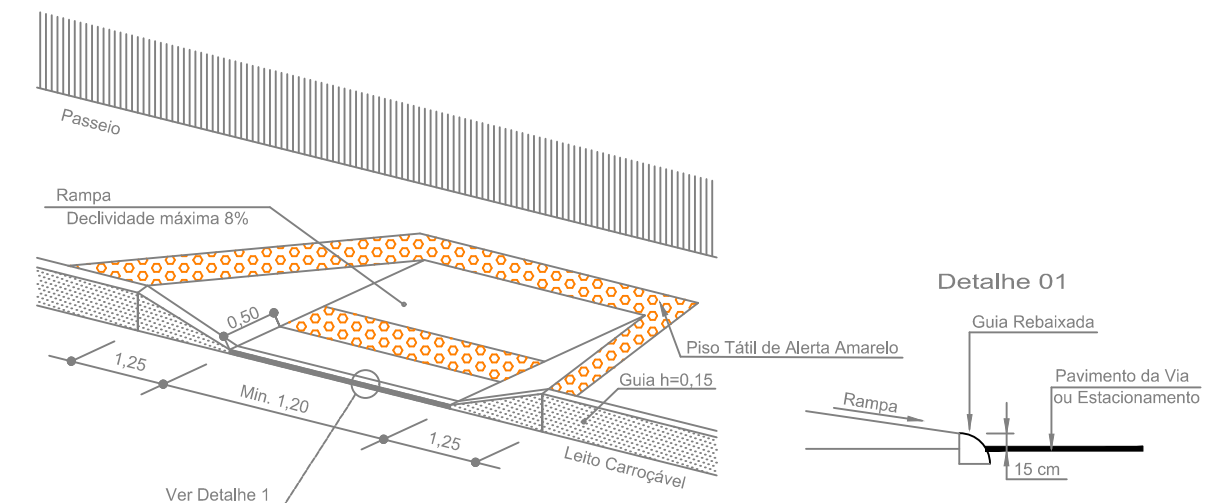 Passeio
Rampa
Declividade máxima 8%
0,50
1,25
Min. 1,20
1,25
Ver Detalhe 1
Piso Tátil de Alerta Amarelo
Guia h=0,15
Leito Carroçável
Detalhe 01
Guia Rebaixada
Rampa
Pavimento da Via
ou Estacionamento
15 cm